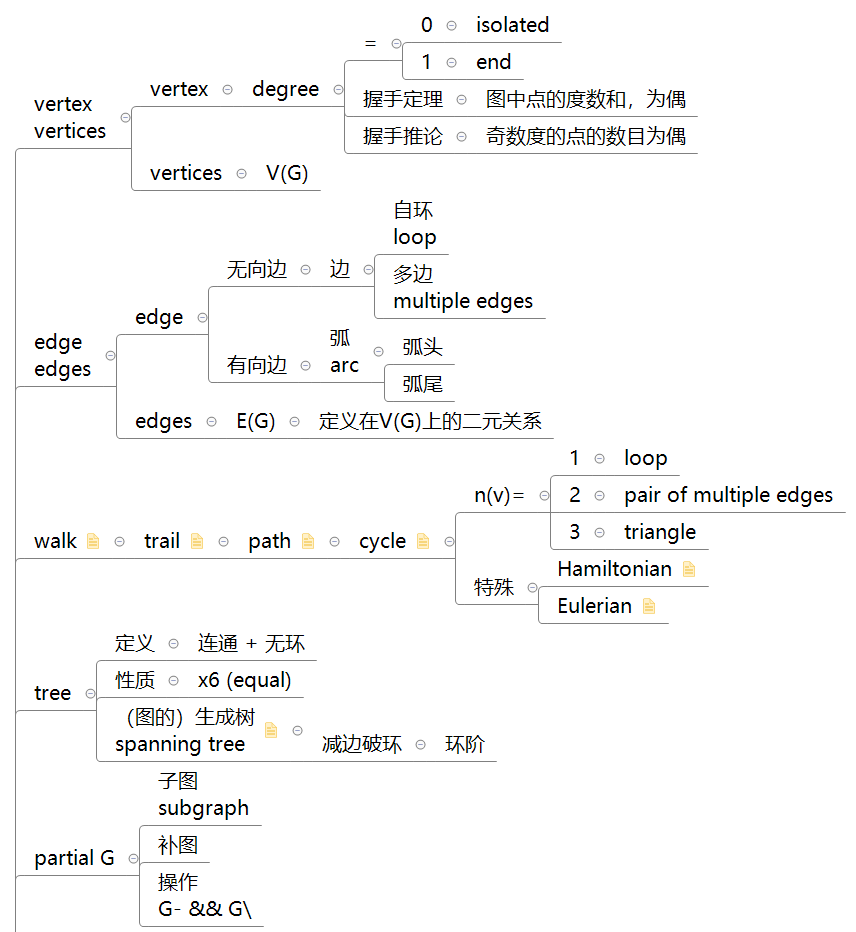 vertex
vertices
vertex
degree
=
0
isolated
1
end
握手定理
图中点的度数和，为偶
握手推论
奇数度的点的数目为偶
vertices
V(G)
edge
edges
edge
无向边
边
自环
loop
多边
multiple edges
有向边
弧
arc
弧头
弧尾
edges
E(G)
定义在V(G)上的二元关系
walk
trail
path
cycle
n(v)=
1
loop
2
pair of multiple edges
3
triangle
特殊
Hamiltonian
Eulerian
tree
定义
连通 + 无环
性质
x6 (equal)
（图的）生成树
spanning tree
减边破环
环阶
partial G
子图
subgraph
补图
操作
G- && G\